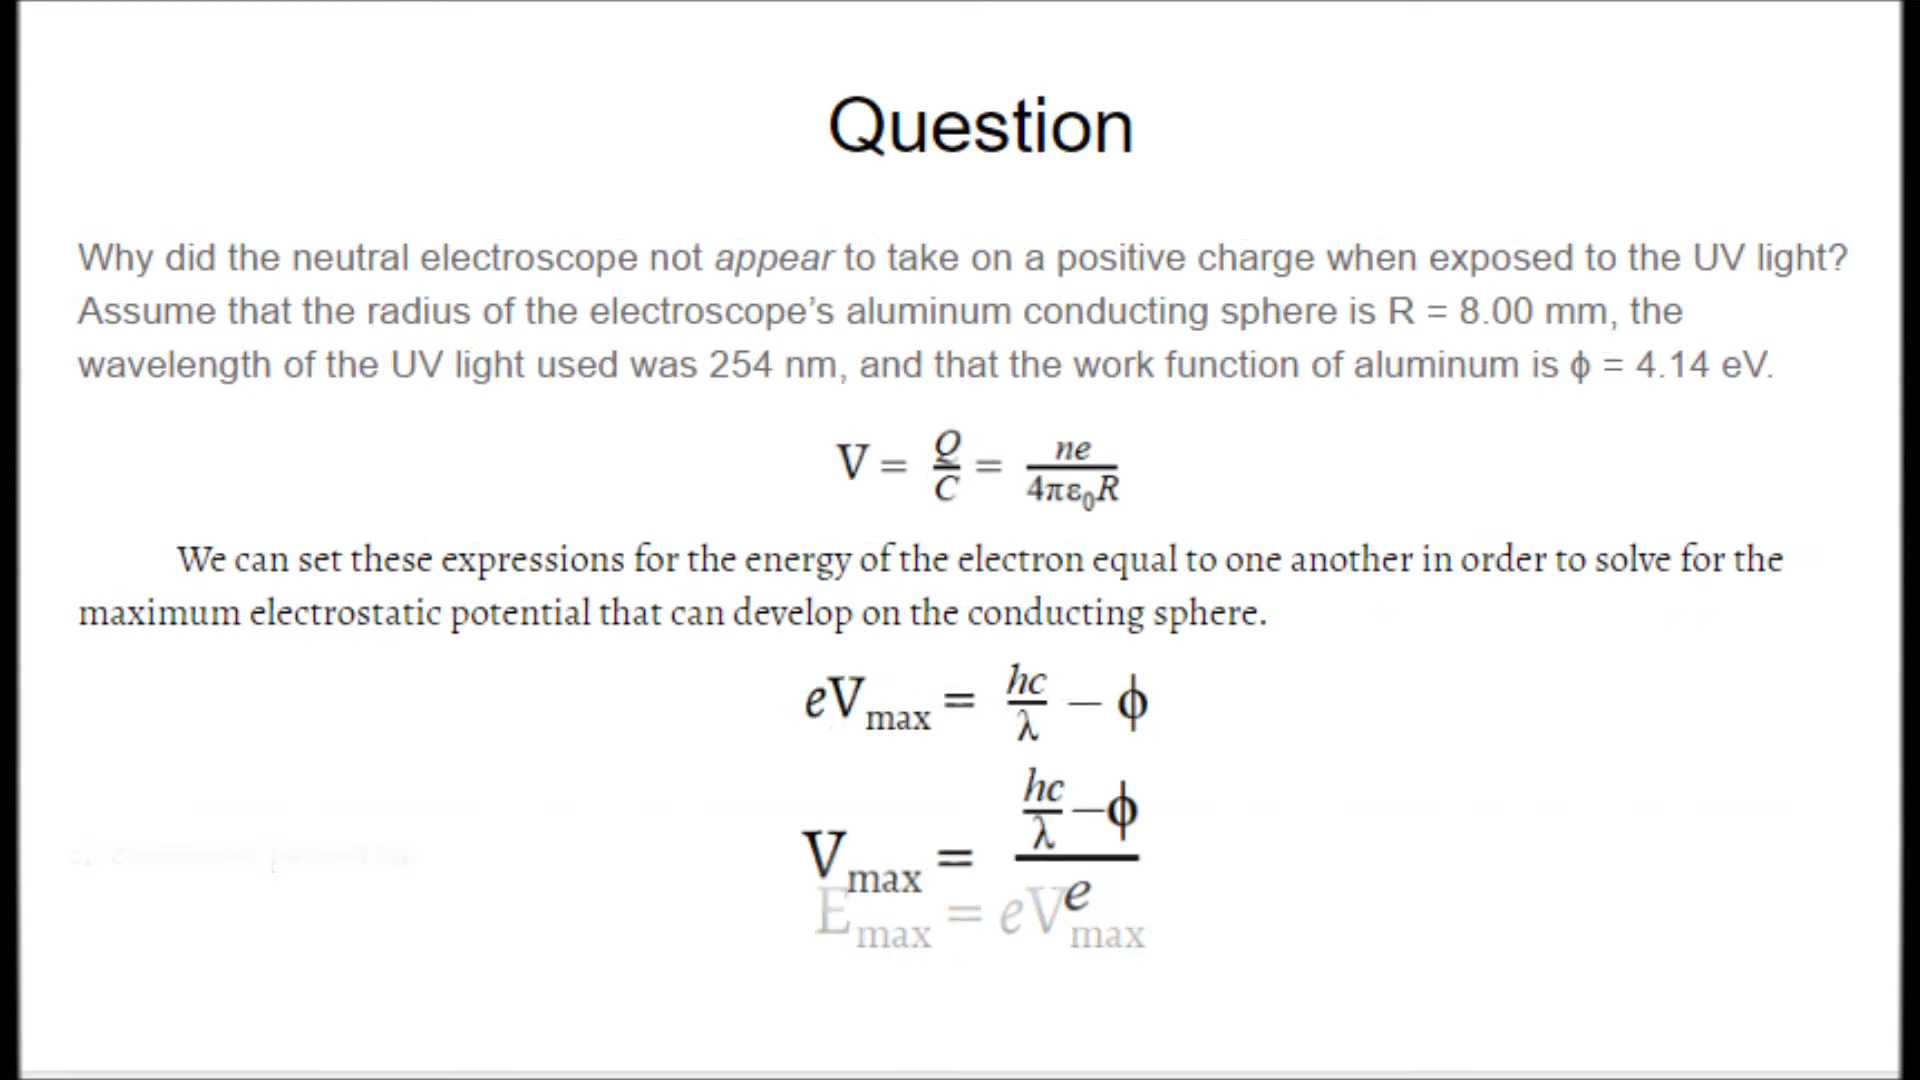 Question
Why did the neutral electroscope not appear to take on a positive charge when exposed to the UV light?
Assume that the radius of the electroscope's aluminum conducting sphere is R = 8.00 mm, the
wavelength of the UV light used was 254 nm, and that the work function of aluminum is ϕ = 4.14 eV.
V = Q/C = ne/4πε₀R
We can set these expressions for the energy of the electron equal to one another in order to solve for the
maximum electrostatic potential that can develop on the conducting sphere.
eVmax = hc/λ − ϕ
Vmax = hc/λ−ϕ / e
Emax = eVmax